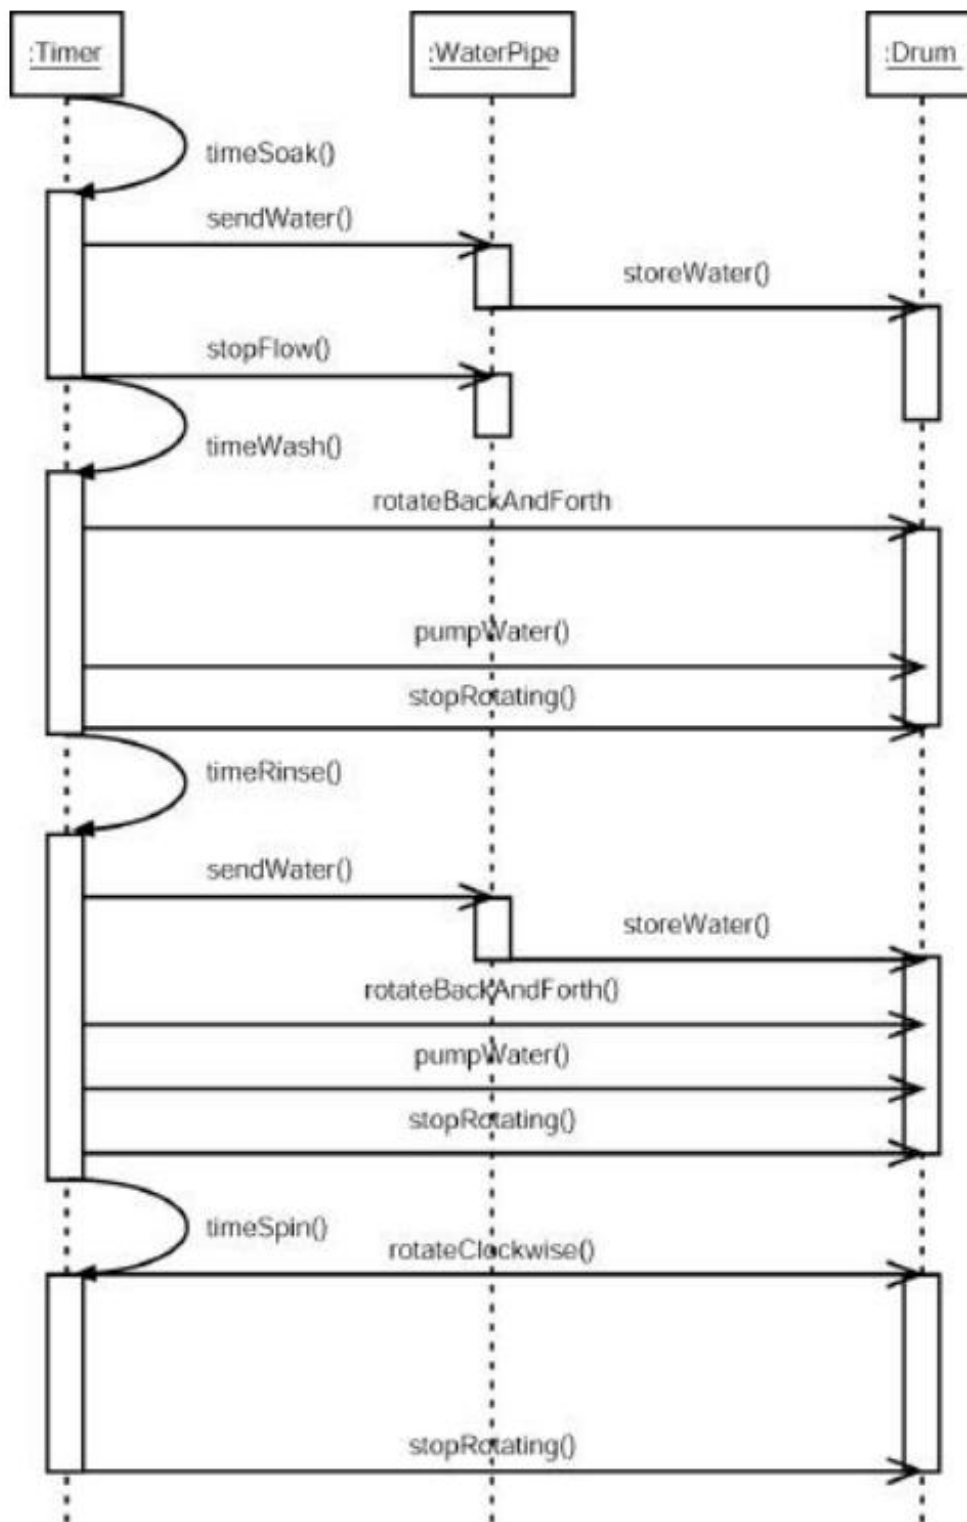 :Timer
:WaterPipe
:Drum
timeSoak()
sendWater()
storeWater()
stopFlow()
timeWash()
rotateBackAndForth
pumpWater()
stopRotating()
timeRinse()
sendWater()
storeWater()
rotateBackAndForth()
pumpWater()
stopRotating()
timeSpin()
rotateClockwise()
stopRotating()